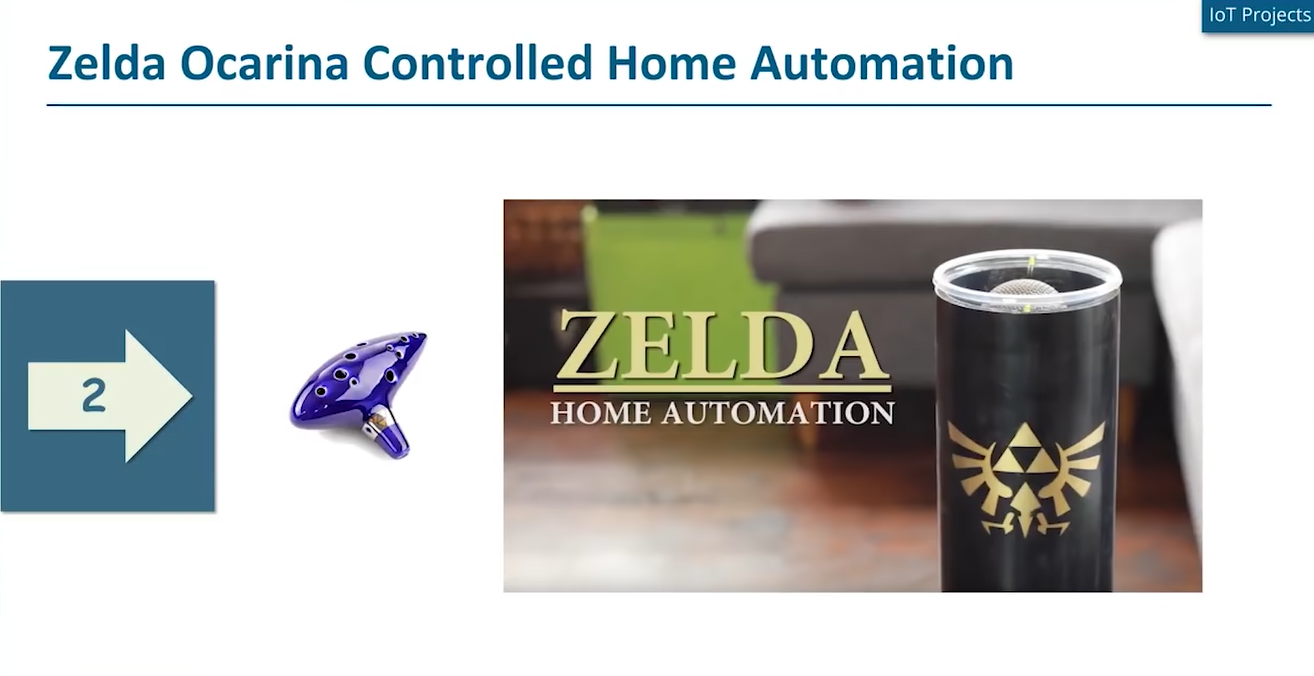 IoT Projects
Zelda Ocarina Controlled Home Automation
2
ZELDA
HOME AUTOMATION